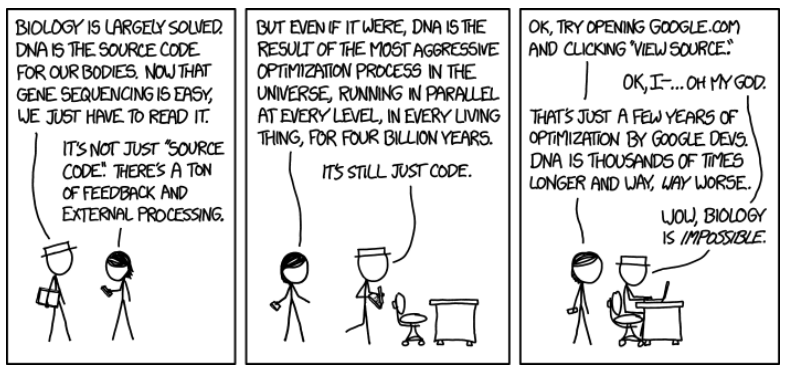 BIOLOGY IS LARGELY SOLVED.
DNA IS THE SOURCE CODE
FOR OUR BODIES. NOW THAT
GENE SEQUENCING IS EASY,
WE JUST HAVE TO READ IT.
IT'S NOT JUST "SOURCE
CODE". THERE'S A TON
OF FEEDBACK AND
EXTERNAL PROCESSING.
BUT EVEN IF IT WERE, DNA IS THE
RESULT OF THE MOST AGGRESSIVE
OPTIMIZATION PROCESS IN THE
UNIVERSE, RUNNING IN PARALLEL
AT EVERY LEVEL, IN EVERY LIVING
THING, FOR FOUR BILLION YEARS.
IT'S STILL JUST CODE.
OK, TRY OPENING GOOGLE.COM
AND CLICKING "VIEW SOURCE."
OK, I-... OH MY GOD.
THAT'S JUST A FEW YEARS OF
OPTIMIZATION BY GOOGLE DEVS.
DNA IS THOUSANDS OF TIMES
LONGER AND WAY, WAY WORSE.
WOW, BIOLOGY
IS IMPOSSIBLE.